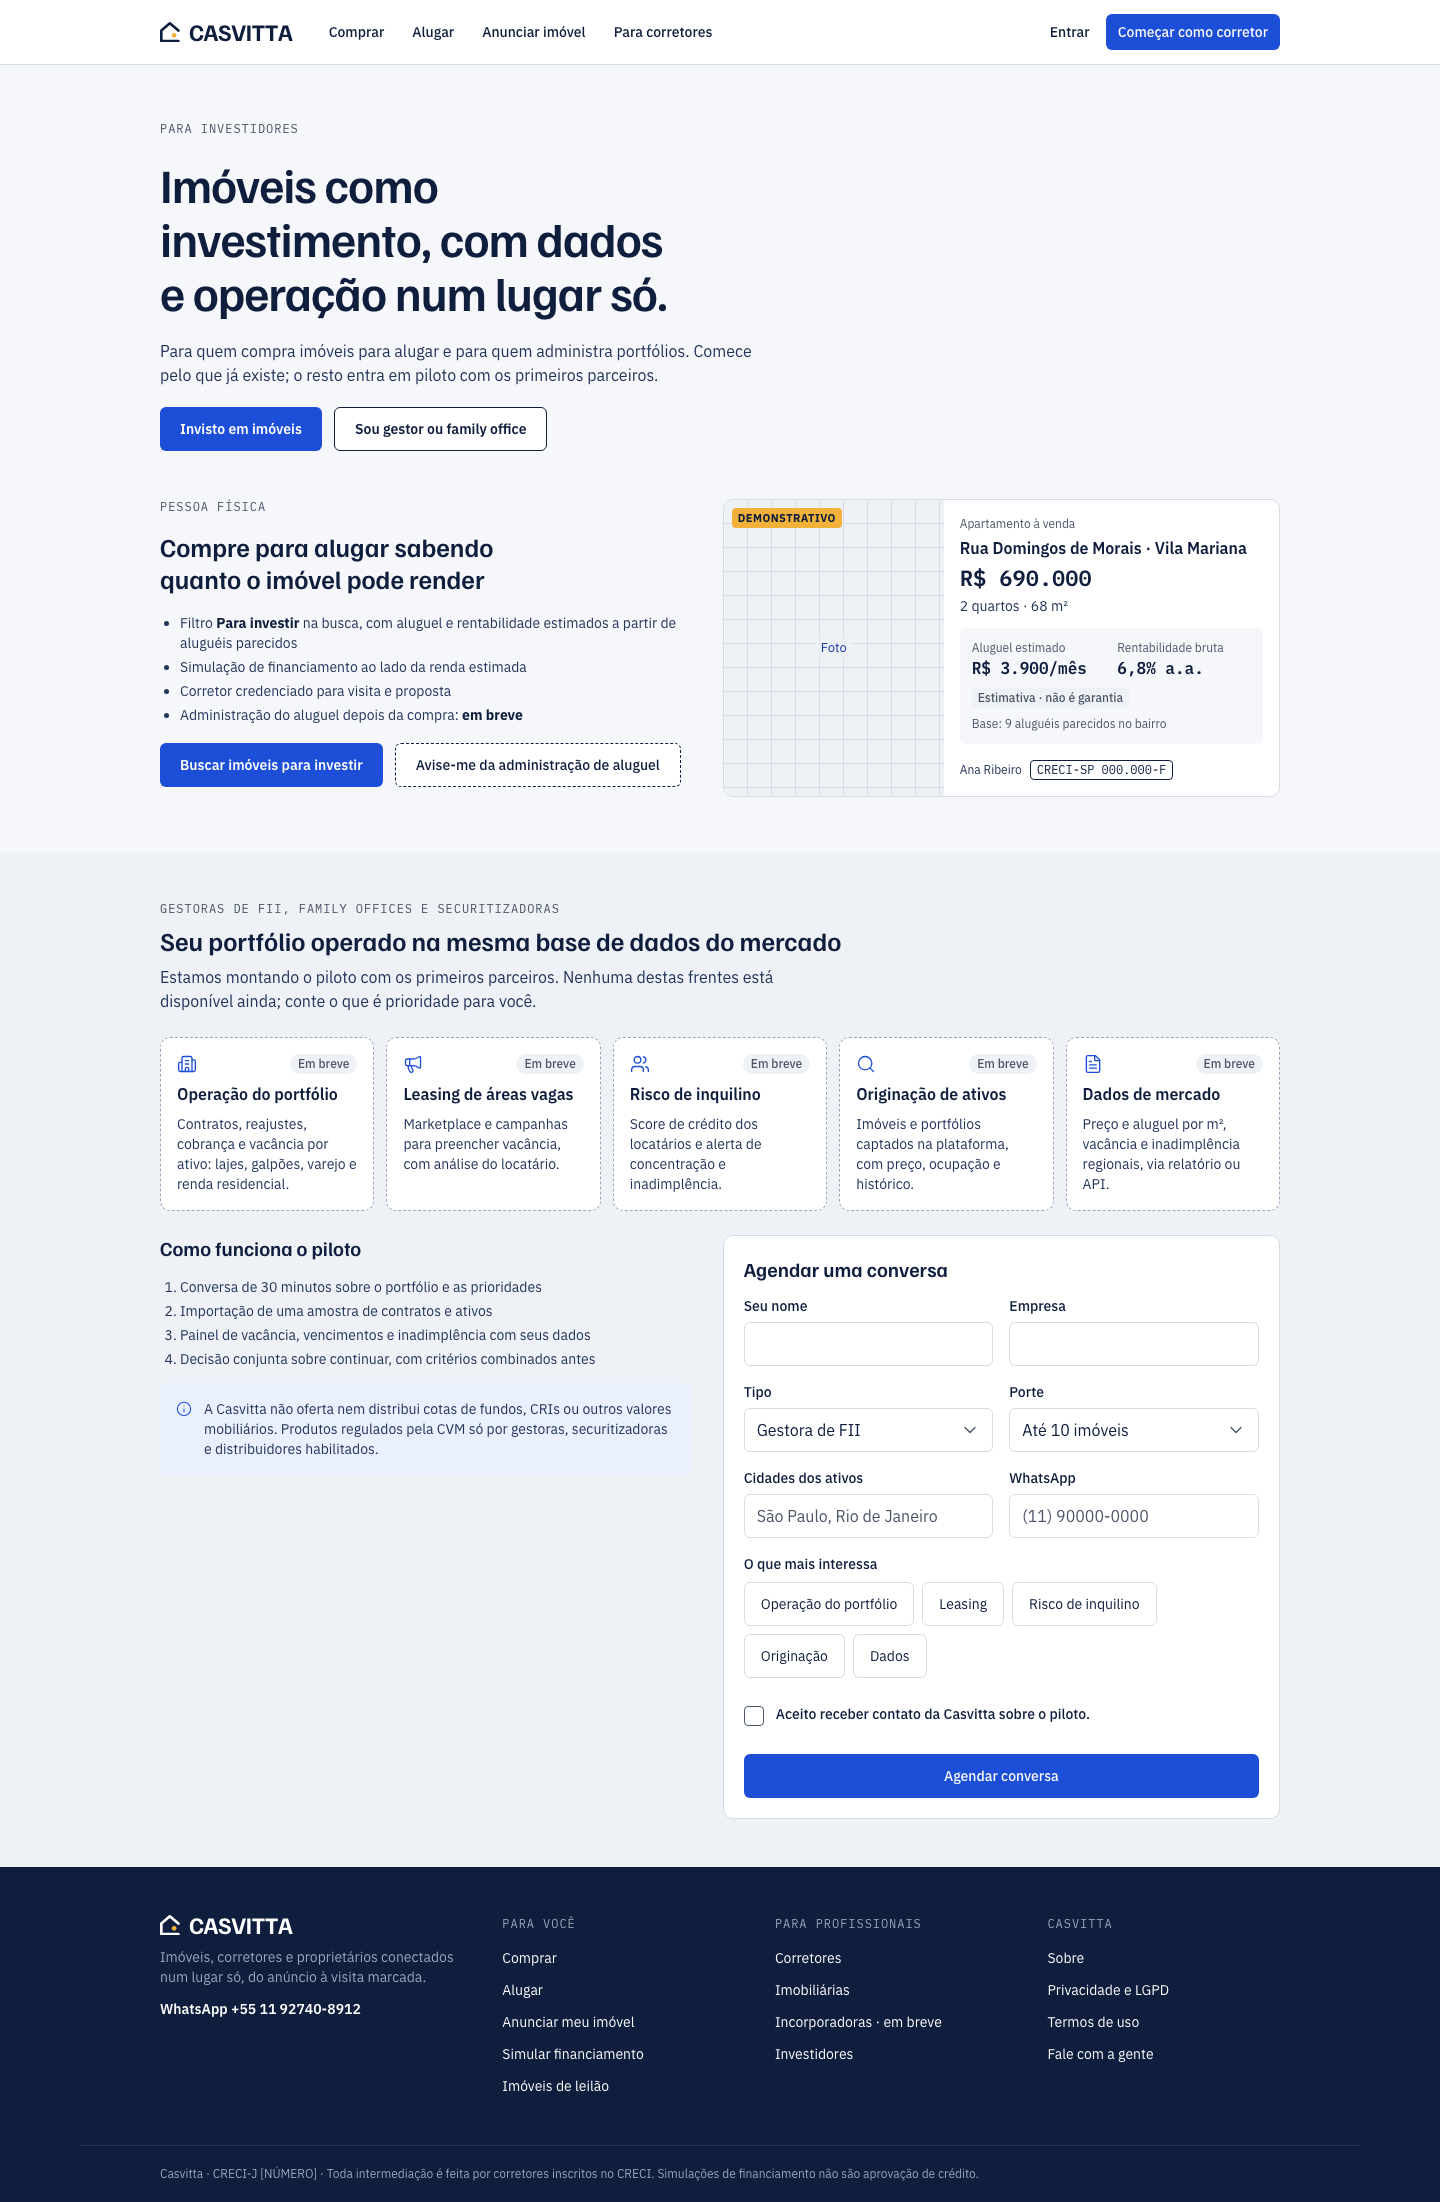 CASVITTA
Comprar
Alugar
Anunciar imóvel
Para corretores
Entrar
Começar como corretor
PARA INVESTIDORES
Imóveis como
investimento, com dados
e operação num lugar só.
Para quem compra imóveis para alugar e para quem administra portfólios. Comece
pelo que já existe; o resto entra em piloto com os primeiros parceiros.
Invisto em imóveis
Sou gestor ou family office
PESSOA FÍSICA
Compre para alugar sabendo
quanto o imóvel pode render
Filtro Para investir na busca, com aluguel e rentabilidade estimados a partir de
aluguéis parecidos
Simulação de financiamento ao lado da renda estimada
Corretor credenciado para visita e proposta
Administração do aluguel depois da compra: em breve
Buscar imóveis para investir
Avise-me da administração de aluguel
DEMONSTRATIVO
Foto
Apartamento à venda
Rua Domingos de Morais · Vila Mariana
R$ 690.000
2 quartos · 68 m²
Aluguel estimado
R$ 3.900/mês
Rentabilidade bruta
6,8% a.a.
Estimativa · não é garantia
Base: 9 aluguéis parecidos no bairro
Ana Ribeiro
CRECI-SP 000.000-F
GESTORAS DE FII, FAMILY OFFICES E SECURITIZADORAS
Seu portfólio operado na mesma base de dados do mercado
Estamos montando o piloto com os primeiros parceiros. Nenhuma destas frentes está
disponível ainda; conte o que é prioridade para você.
Em breve
Operação do portfólio
Contratos, reajustes,
cobrança e vacância por
ativo: lajes, galpões, varejo e
renda residencial.
Em breve
Leasing de áreas vagas
Marketplace e campanhas
para preencher vacância,
com análise do locatário.
Em breve
Risco de inquilino
Score de crédito dos
locatários e alerta de
concentração e
inadimplência.
Em breve
Originação de ativos
Imóveis e portfólios
captados na plataforma,
com preço, ocupação e
histórico.
Em breve
Dados de mercado
Preço e aluguel por m²,
vacância e inadimplência
regionais, via relatório ou
API.
Como funciona o piloto
1. Conversa de 30 minutos sobre o portfólio e as prioridades
2. Importação de uma amostra de contratos e ativos
3. Painel de vacância, vencimentos e inadimplência com seus dados
4. Decisão conjunta sobre continuar, com critérios combinados antes
A Casvitta não oferta nem distribui cotas de fundos, CRIs ou outros valores
mobiliários. Produtos regulados pela CVM só por gestoras, securitizadoras
e distribuidores habilitados.
Agendar uma conversa
Seu nome
Empresa
Tipo
Gestora de FII
Porte
Até 10 imóveis
Cidades dos ativos
São Paulo, Rio de Janeiro
WhatsApp
(11) 90000-0000
O que mais interessa
Operação do portfólio
Leasing
Risco de inquilino
Originação
Dados
Aceito receber contato da Casvitta sobre o piloto.
Agendar conversa
CASVITTA
Imóveis, corretores e proprietários conectados
num lugar só, do anúncio à visita marcada.
WhatsApp +55 11 92740-8912
PARA VOCÊ
Comprar
Alugar
Anunciar meu imóvel
Simular financiamento
Imóveis de leilão
PARA PROFISSIONAIS
Corretores
Imobiliárias
Incorporadoras · em breve
Investidores
CASVITTA
Sobre
Privacidade e LGPD
Termos de uso
Fale com a gente
Casvitta · CRECI-J [NÚMERO] · Toda intermediação é feita por corretores inscritos no CRECI. Simulações de financiamento não são aprovação de crédito.